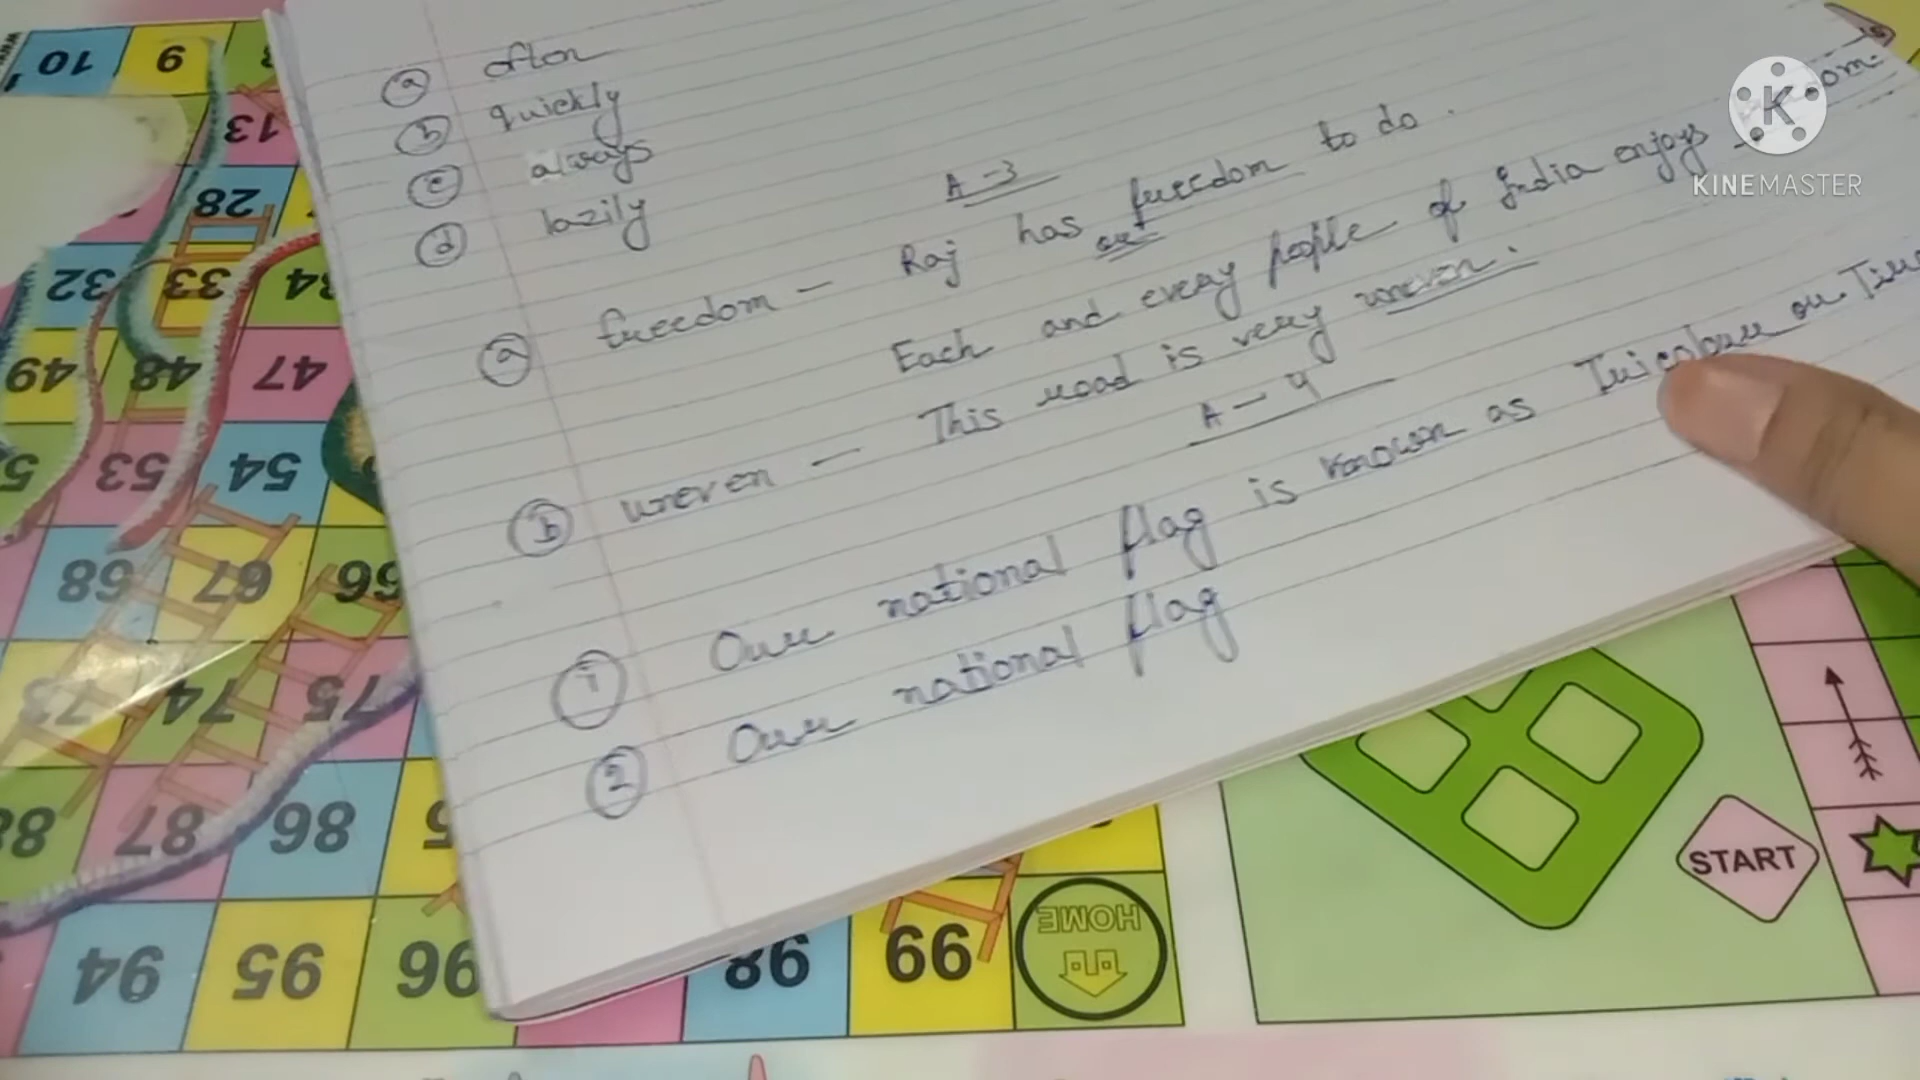 (a) often
(b) quickly
(c) always
(d) lazily
A-3
(a) freedom - Raj has freedom to do.
art
Each and every people of India enjoys
(b) uneven - This road is very uneven.
A-4
(1) Our national flag is known as Tricolour or
(2) Our national flag
KINEMASTER
10 9
13
28
32 33 34
49 48 47
53 54
68 67 66
73 74 75
88 87 86
94 95 96 98 99
HOME
START